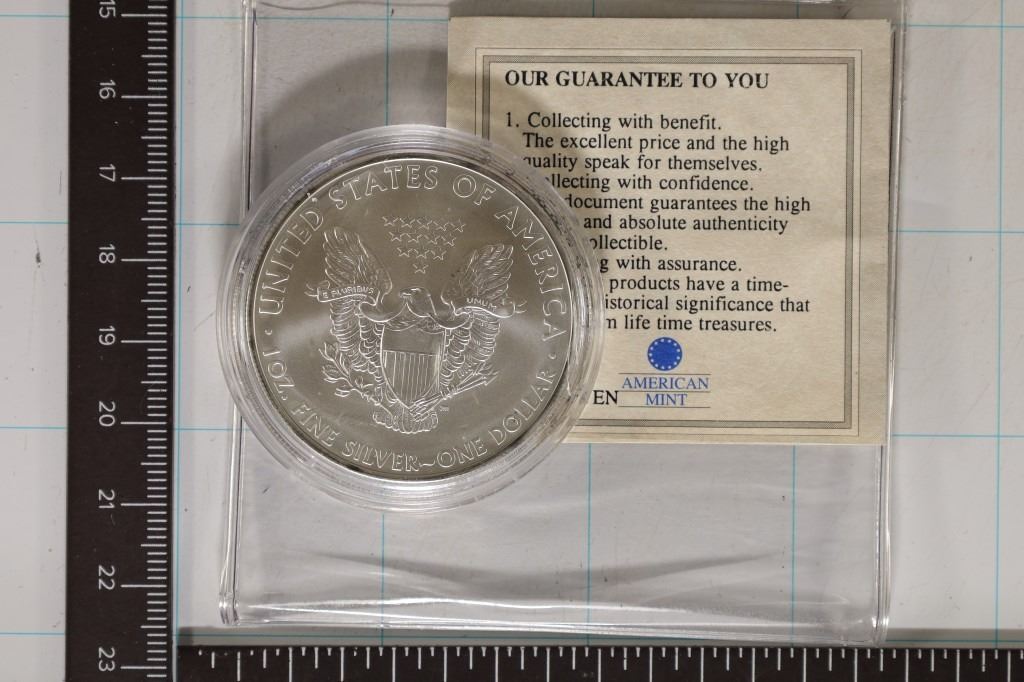 15
16
17
18
19
20
21
22
23
UNITED STATES OF AMERICA
E PLURIBUS
UNUM
1 OZ. FINE SILVER~ONE DOLLAR
OUR GUARANTEE TO YOU
1. Collecting with benefit.
The excellent price and the high
quality speak for themselves.
with confidence.
document guarantees the high
and absolute authenticity
with assurance.
products have a time-
significance that
life time treasures.
EN
AMERICAN
MINT